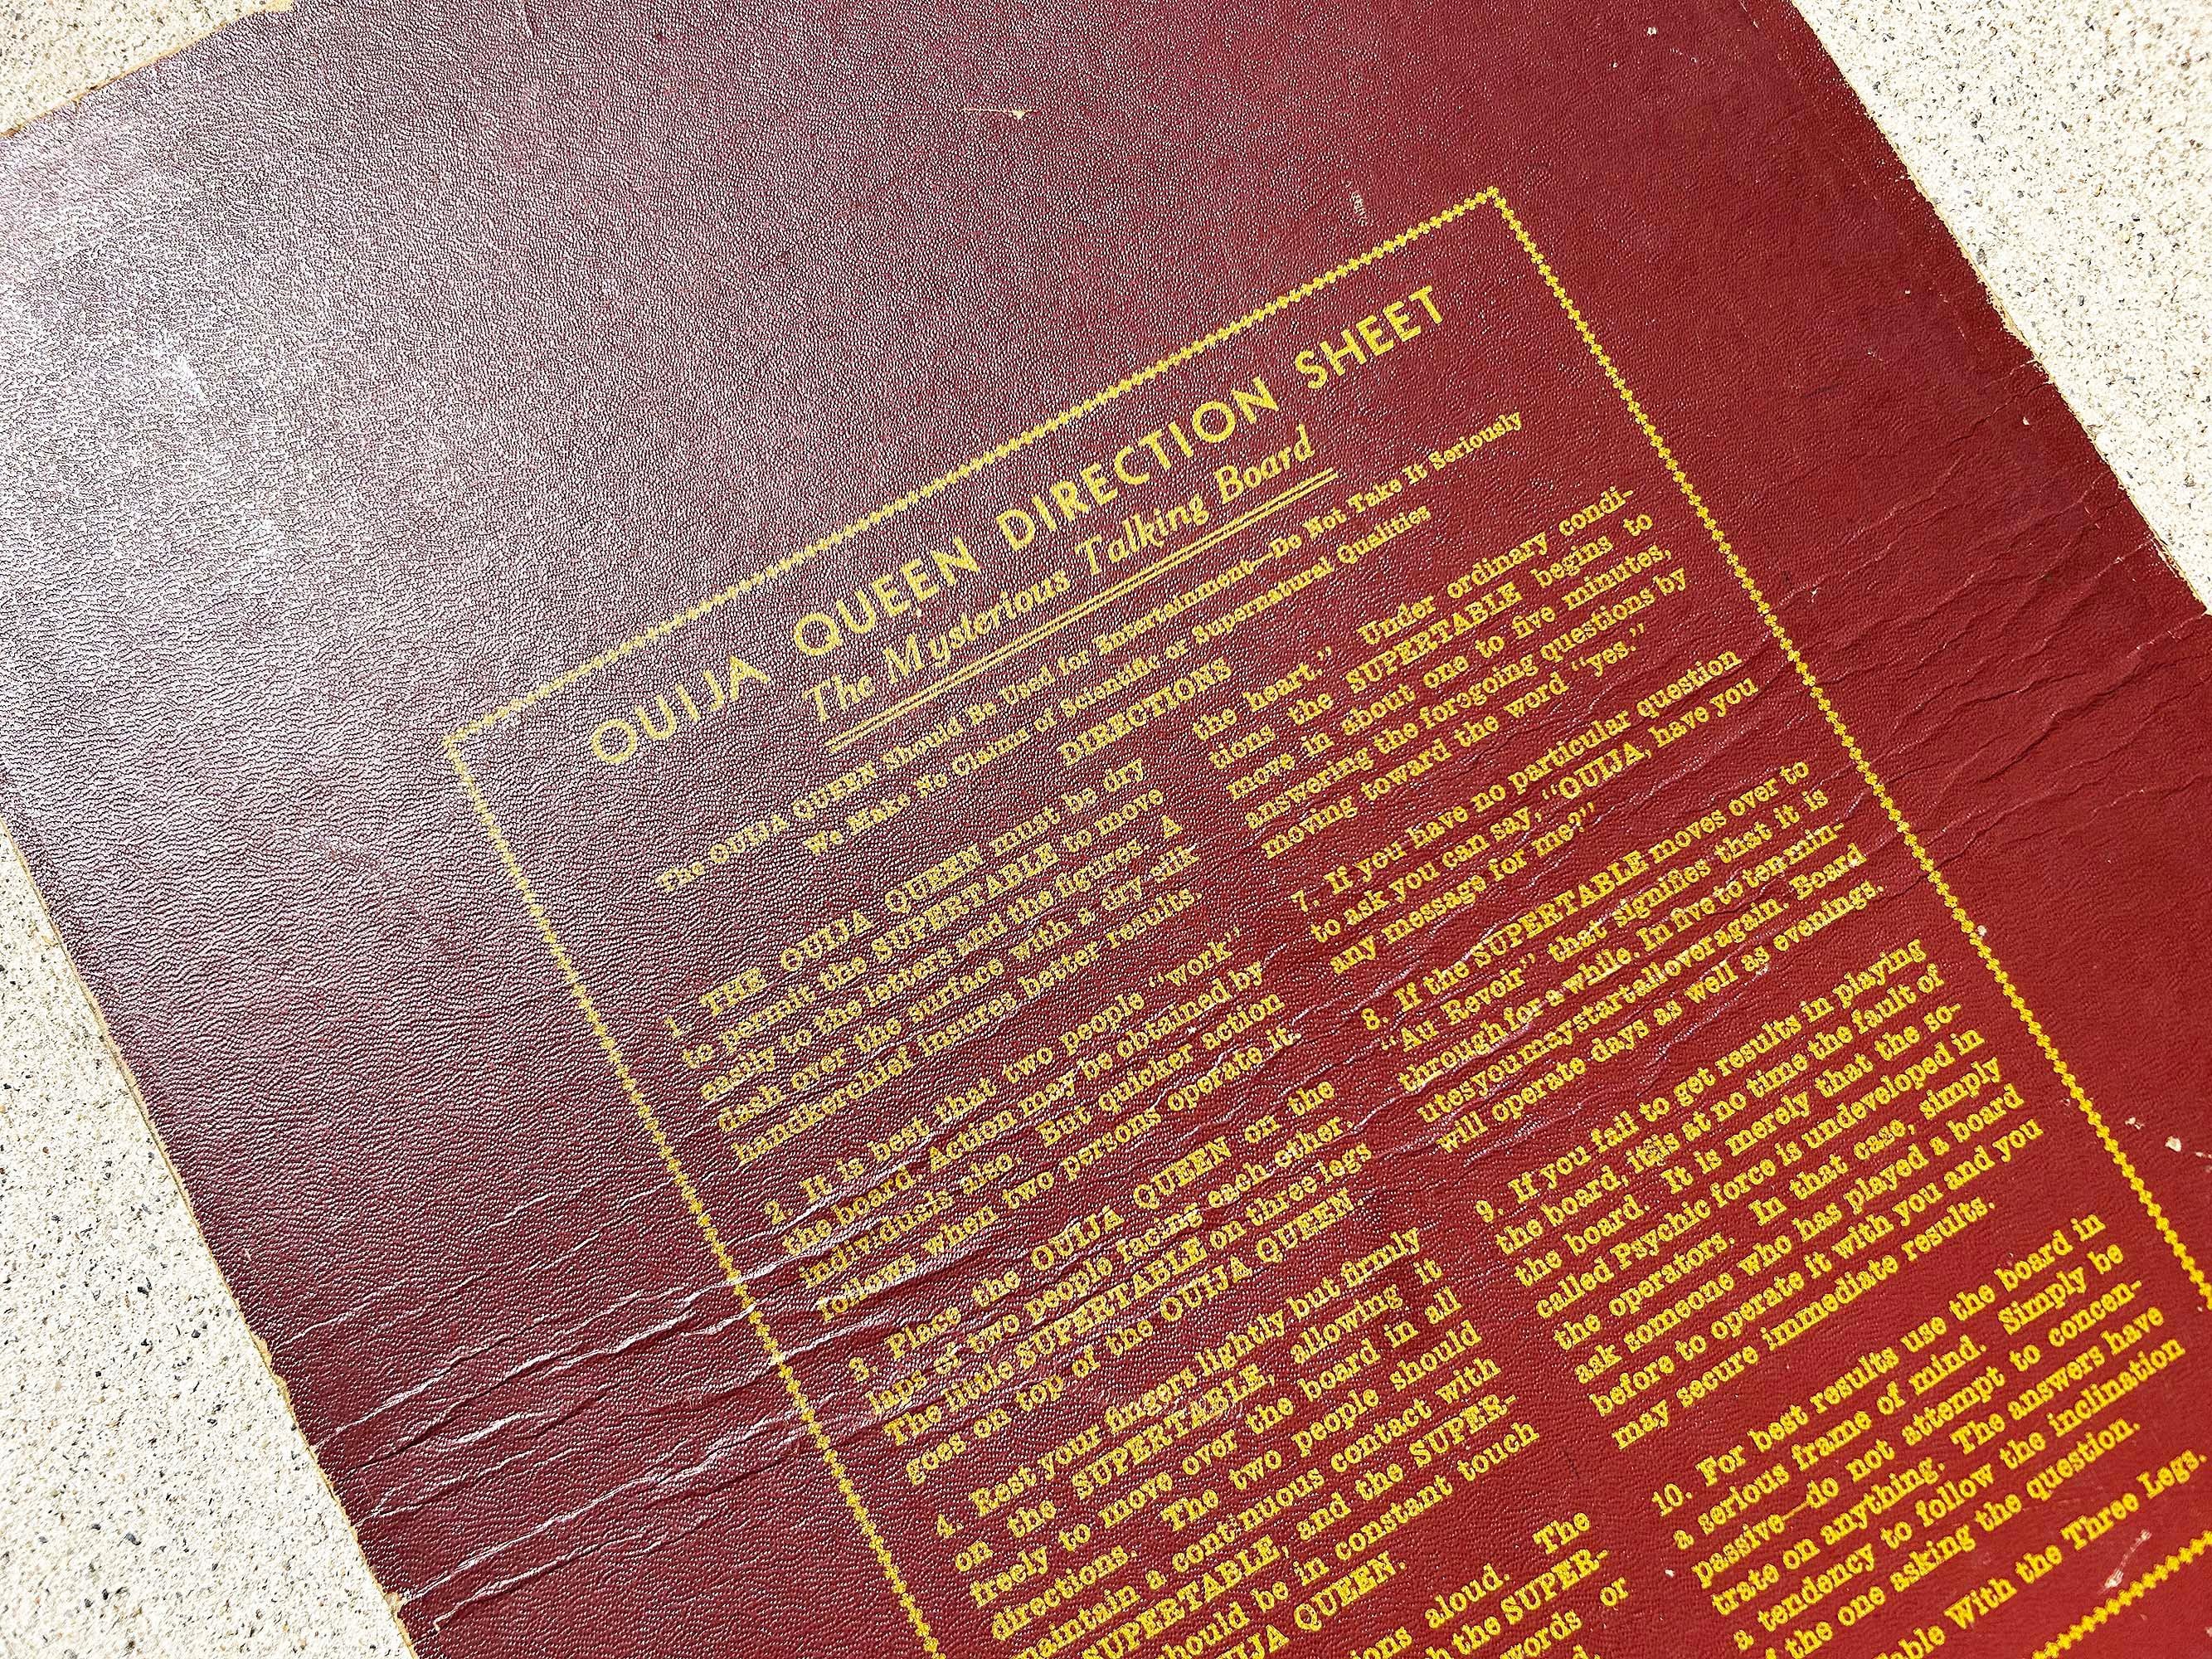 OUIJA QUEEN DIRECTION SHEET
The Mysterious Talking Board
The OUIJA QUEEN Should Be Used for Entertainment—Do Not Take It Seriously
We Make No Claims of Scientific or Supernatural Qualities
DIRECTIONS
1. THE OUIJA QUEEN must be dry
to permit the SUPERTABLE to move
easily to the letters and the figures. A
dash over the surface with a dry silk
handkerchief insures better results.
2. It is best that two people "work"
the board. Action may be obtained by
individuals also but quicker action
follows when two persons operate it.
3. Place the OUIJA QUEEN on the
laps of two people facing each other.
The little SUPERTABLE on three legs
goes on top of the OUIJA QUEEN.
4. Rest your fingers lightly but firmly
on the SUPERTABLE, allowing it
freely to move over the board in all
directions. The two people should
maintain a continuous contact with
SUPERTABLE, and the SUPER-
should be in constant touch
QUEEN.
aloud. The
the SUPER-
words or
the heart." Under ordinary condi-
tions the SUPERTABLE begins to
move in about one to five minutes,
answering the foregoing questions by
moving toward the word "yes."
7. If you have no particular question
to ask you can say, "OUIJA, have you
any message for me?"
8. If the SUPERTABLE moves over to
"Au Revoir" that signifies that it is
through for a while. In five to ten min-
utes you may start all over again. Board
will operate days as well as evenings.
9. If you fail to get results in playing
the board, it is at no time the fault of
the board. It is merely that the so-
called Psychic force is undeveloped in
the operators. In that case, simply
ask someone who has played a board
before to operate it with you and you
may secure immediate results.
10. For best results use the board in
a serious frame of mind. Simply be
passive—do not attempt to concen-
trate on anything. The answers have
a tendency to follow the inclination
the one asking the question.
With the Three Legs.